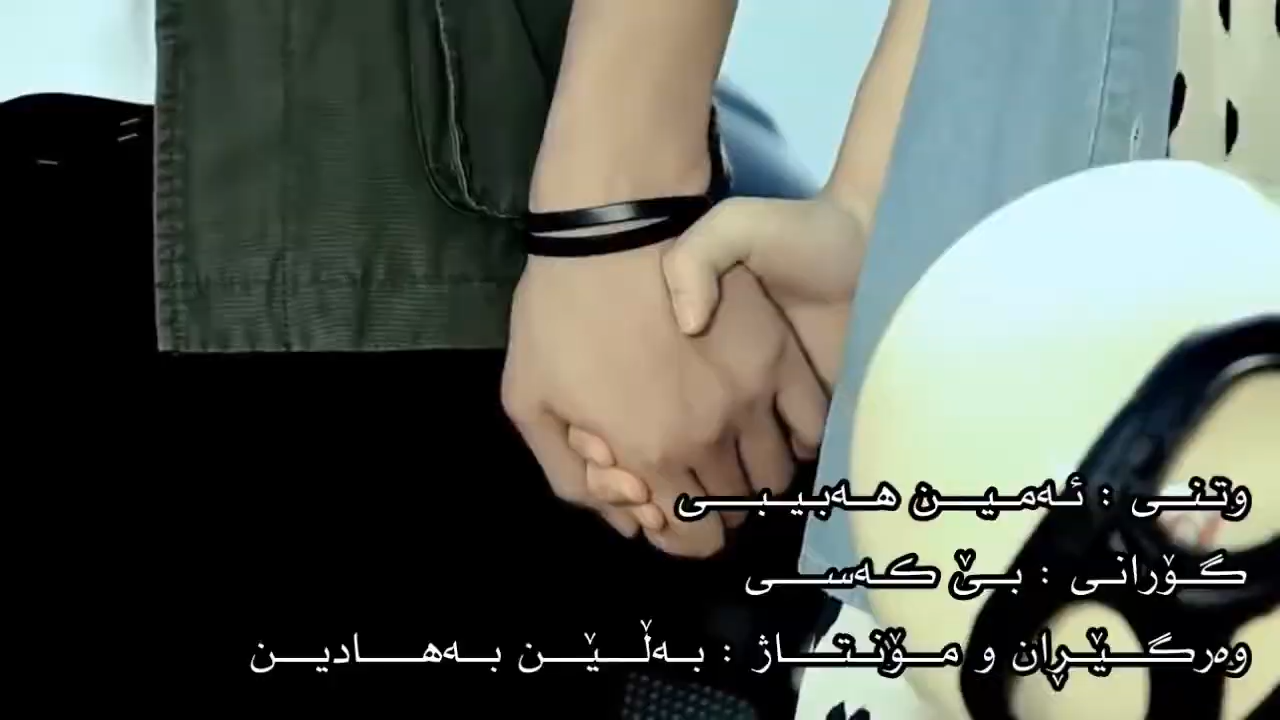 وتنی : ئەمین هەبیبی
گۆرانی : بێ کەسی
وەرگێڕان و مۆنتاژ : بەڵێن بەهادین